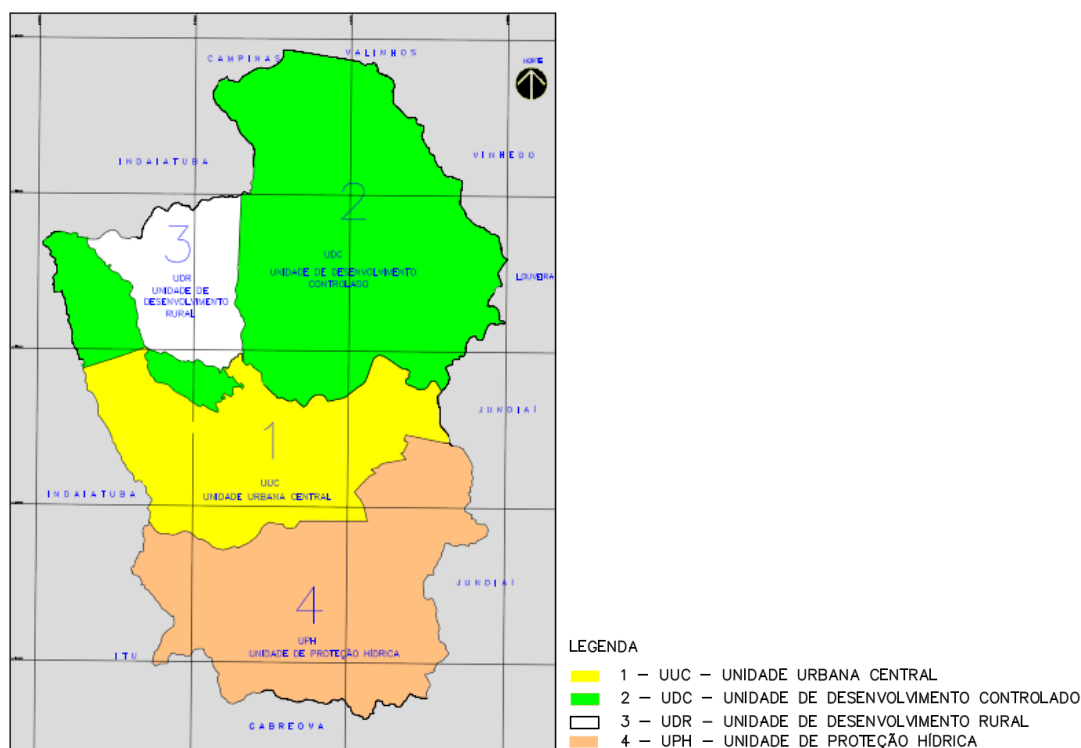 CAMPINAS
VALINHOS
NORTE
INDAIATUBA
VINHEDO
2
3
UDC
UNIDADE DE DESENVOLVIMENTO
CONTROLADO
UDR
UNIDADE DE
DESENVOLVIMENTO
RURAL
LOUVEIRA
JUNDIAÍ
1
UUC
UNIDADE URBANA CENTRAL
INDAIATUBA
JUNDIAÍ
4
UPH
UNIDADE DE PROTEÇÃO HÍDRICA
ITU
CABREÚVA
LEGENDA
1 – UUC – UNIDADE URBANA CENTRAL
2 – UDC – UNIDADE DE DESENVOLVIMENTO CONTROLADO
3 – UDR – UNIDADE DE DESENVOLVIMENTO RURAL
4 – UPH – UNIDADE DE PROTEÇÃO HÍDRICA